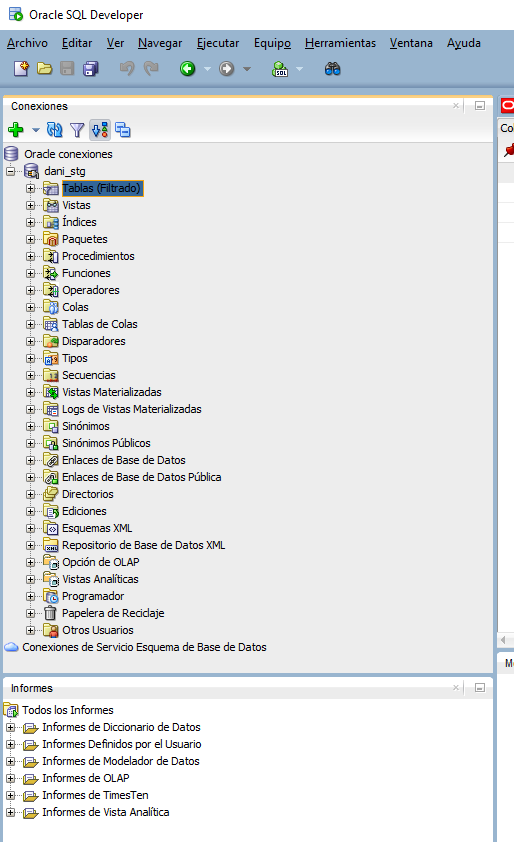 Oracle SQL Developer
Archivo Editar Ver Navegar Ejecutar Equipo Herramientas Ventana Ayuda
SQL
Conexiones
Oracle conexiones
dani_stg
Tablas (Filtrado)
Vistas
Índices
Paquetes
Procedimientos
Funciones
Operadores
Colas
Tablas de Colas
Disparadores
Tipos
Secuencias
Vistas Materializadas
Logs de Vistas Materializadas
Sinónimos
Sinónimos Públicos
Enlaces de Base de Datos
Enlaces de Base de Datos Pública
Directorios
Ediciones
Esquemas XML
Repositorio de Base de Datos XML
Opción de OLAP
Vistas Analíticas
Programador
Papelera de Reciclaje
Otros Usuarios
Conexiones de Servicio Esquema de Base de Datos
Informes
Todos los Informes
Informes de Diccionario de Datos
Informes Definidos por el Usuario
Informes de Modelador de Datos
Informes de OLAP
Informes de TimesTen
Informes de Vista Analítica